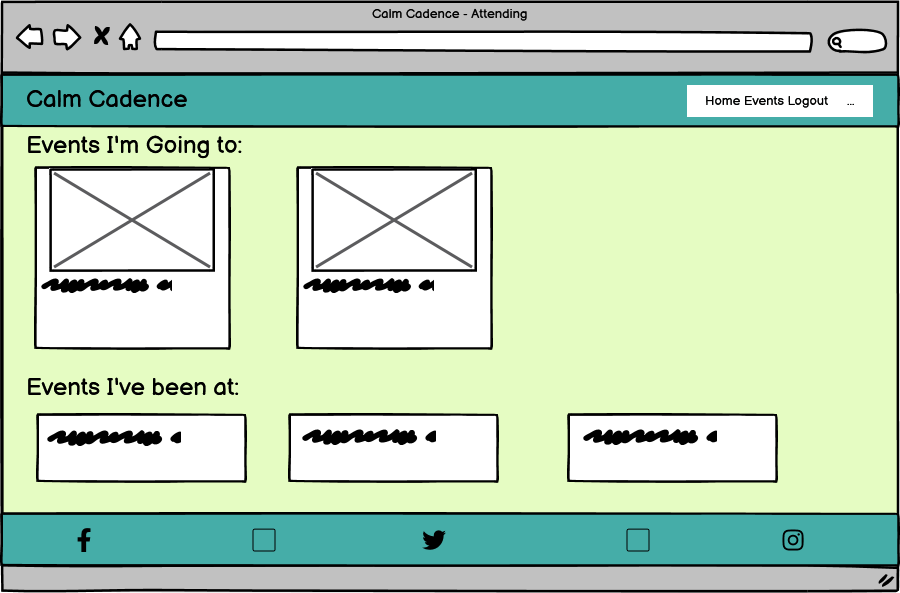 Calm Cadence - Attending
Calm Cadence
Home Events Logout ...
Events I'm Going to:
Events I've been at: